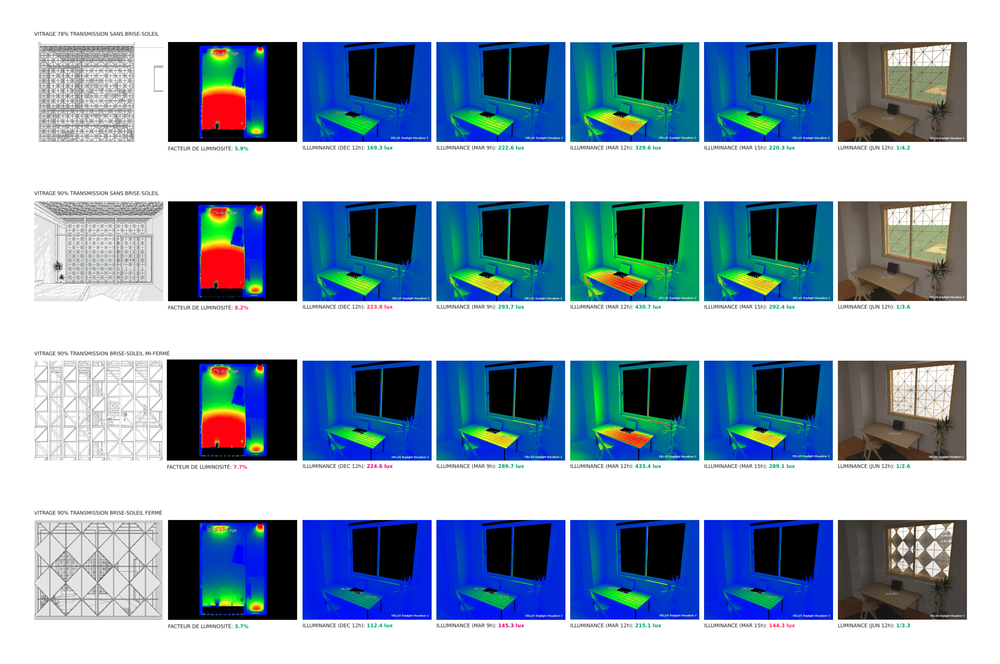 VITRAGE 78% TRANSMISSION SANS BRISE-SOLEIL
FACTEUR DE LUMINOSITÉ: 5.9%
ILLUMINANCE (DEC 12h): 169.3 lux
ILLUMINANCE (MAR 9h): 222.6 lux
ILLUMINANCE (MAR 12h): 329.6 lux
ILLUMINANCE (MAR 15h): 220.3 lux
LUMINANCE (JUN 12h): 1/4.2
VITRAGE 90% TRANSMISSION SANS BRISE-SOLEIL
FACTEUR DE LUMINOSITÉ: 8.2%
ILLUMINANCE (DEC 12h): 223.8 lux
ILLUMINANCE (MAR 9h): 293.7 lux
ILLUMINANCE (MAR 12h): 430.7 lux
ILLUMINANCE (MAR 15h): 292.4 lux
LUMINANCE (JUN 12h): 1/3.6
VITRAGE 90% TRANSMISSION BRISE-SOLEIL MI-FERMÉ
FACTEUR DE LUMINOSITÉ: 7.7%
ILLUMINANCE (DEC 12h): 224.6 lux
ILLUMINANCE (MAR 9h): 289.7 lux
ILLUMINANCE (MAR 12h): 433.4 lux
ILLUMINANCE (MAR 15h): 289.1 lux
LUMINANCE (JUN 12h): 1/2.6
VITRAGE 90% TRANSMISSION BRISE-SOLEIL FERMÉ
FACTEUR DE LUMINOSITÉ: 3.7%
ILLUMINANCE (DEC 12h): 112.4 lux
ILLUMINANCE (MAR 9h): 145.3 lux
ILLUMINANCE (MAR 12h): 215.1 lux
ILLUMINANCE (MAR 15h): 144.3 lux
LUMINANCE (JUN 12h): 1/3.3